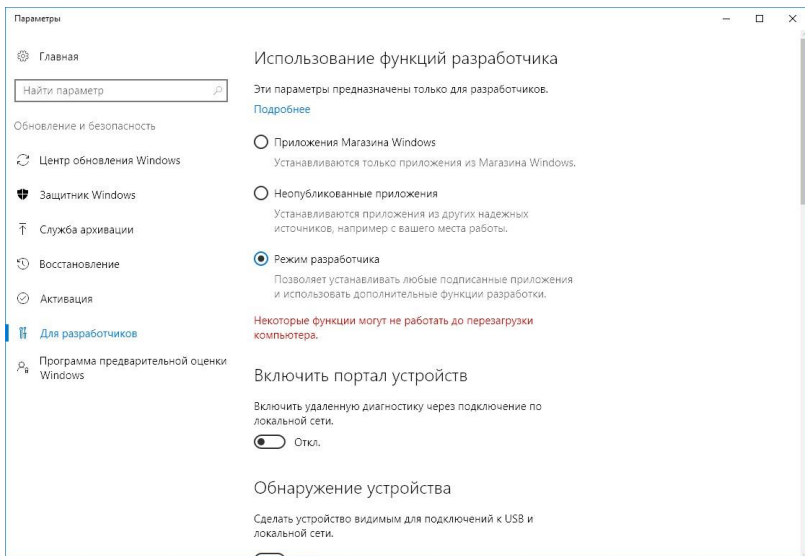 Параметры
Главная
Найти параметр
Обновление и безопасность
Центр обновления Windows
Защитник Windows
Служба архивации
Восстановление
Активация
Для разработчиков
Программа предварительной оценки
Windows
Использование функций разработчика
Эти параметры предназначены только для разработчиков.
Подробнее
Приложения Магазина Windows
Устанавливаются только приложения из Магазина Windows.
Неопубликованные приложения
Устанавливаются приложения из других надежных
источников, например с вашего места работы.
Режим разработчика
Позволяет устанавливать любые подписанные приложения
и использовать дополнительные функции разработки.
Некоторые функции могут не работать до перезагрузки
компьютера.
Включить портал устройств
Включить удаленную диагностику через подключение по
локальной сети.
Откл.
Обнаружение устройства
Сделать устройство видимым для подключений к USB и
локальной сети.